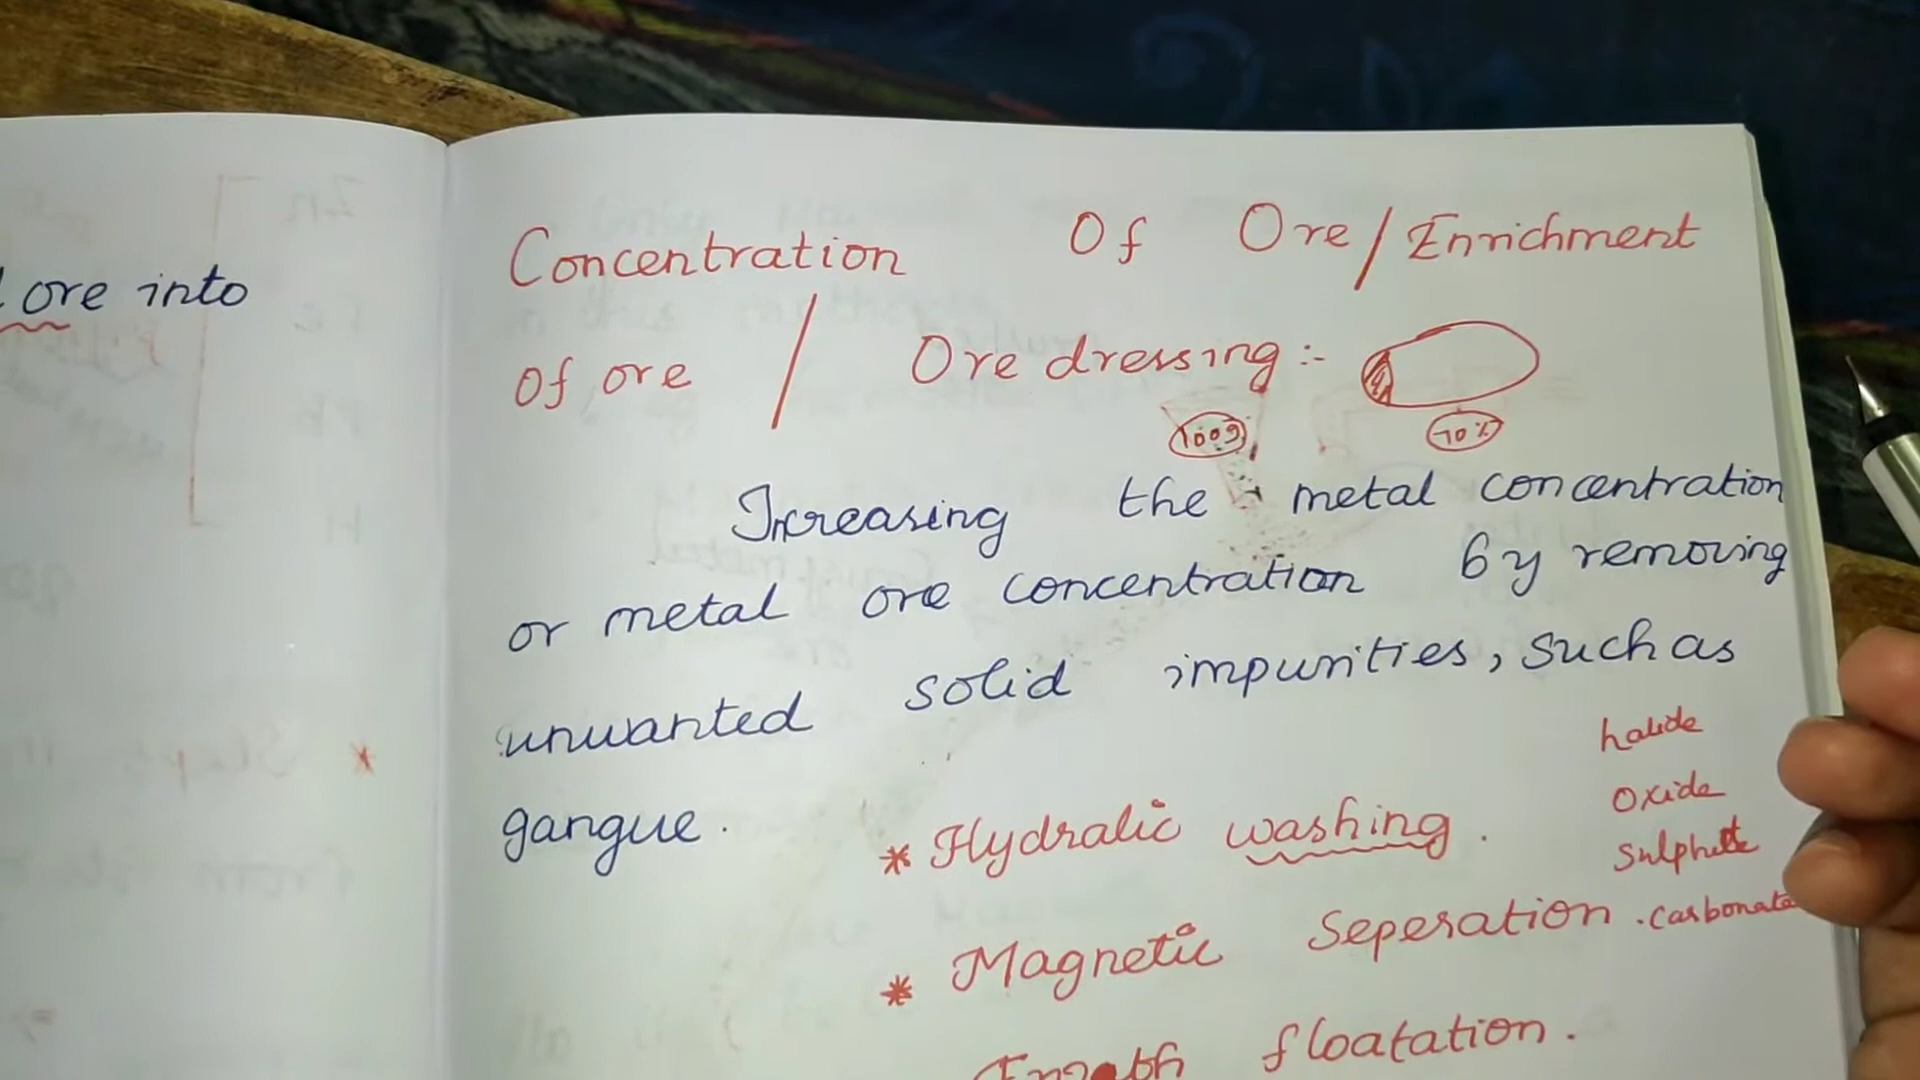 ore into
Concentration Of Ore / Enrichment
Of ore / Ore dressing :-
100g 70%
Increasing the metal concentration
or metal ore concentration by removing
unwanted solid impurities, such as
gangue.
halide
oxide
* Hydralic washing.
* Magnetic Seperation. carbonate
floatation.